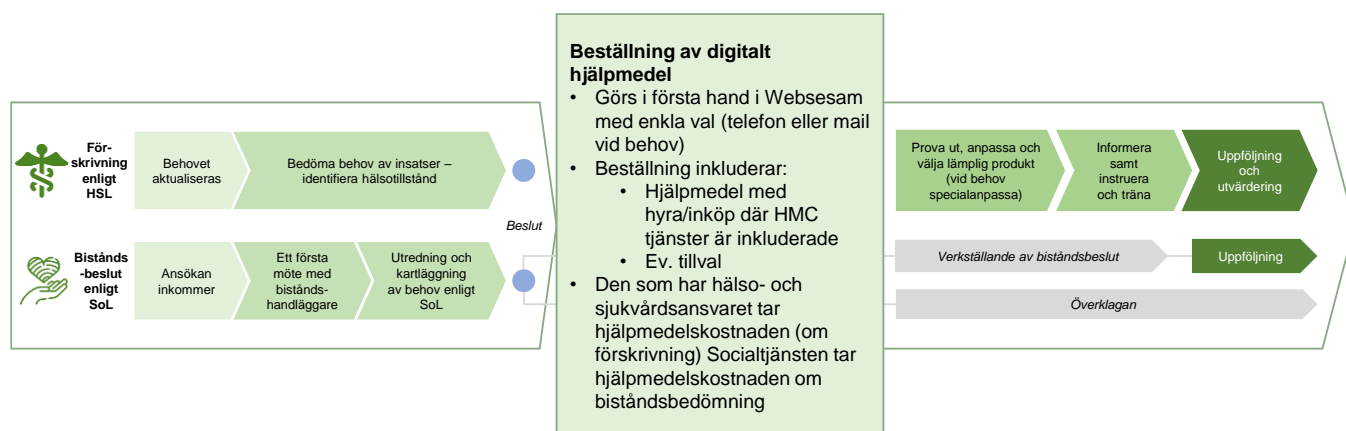 För-
skrivning
enligt
HSL
Behovet
aktualiseras
Bedöma behov av insatser –
identifiera hälsotillstånd
Bistånds
-beslut
enligt
SoL
Ansökan
inkommer
Ett första
möte med
bistånds-
handläggare
Utredning och
kartläggning
av behov enligt
SoL
Beslut
Beställning av digitalt
hjälpmedel
• Görs i första hand i Websesam
med enkla val (telefon eller mail
vid behov)
• Beställning inkluderar:
• Hjälpmedel med
hyra/inköp där HMC
tjänster är inkluderade
• Ev. tillval
• Den som har hälso- och
sjukvårdsansvaret tar
hjälpmedelskostnaden (om
förskrivning) Socialtjänsten tar
hjälpmedelskostnaden om
biståndsbedömning
Prova ut, anpassa och
välja lämplig produkt
(vid behov
specialanpassa)
Informera
samt
instruera
och träna
Uppföljning
och
utvärdering
Verkställande av biståndsbeslut
Uppföljning
Överklagan